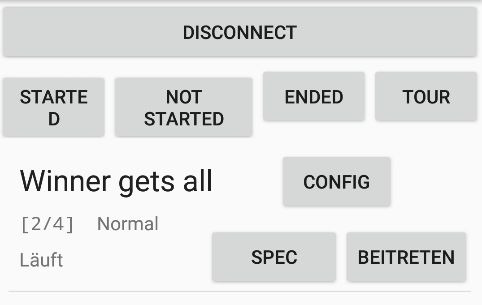 DISCONNECT
STARTE
D
NOT
STARTED
ENDED
TOUR
Winner gets all
CONFIG
[2/4] Normal
Läuft
SPEC
BEITRETEN